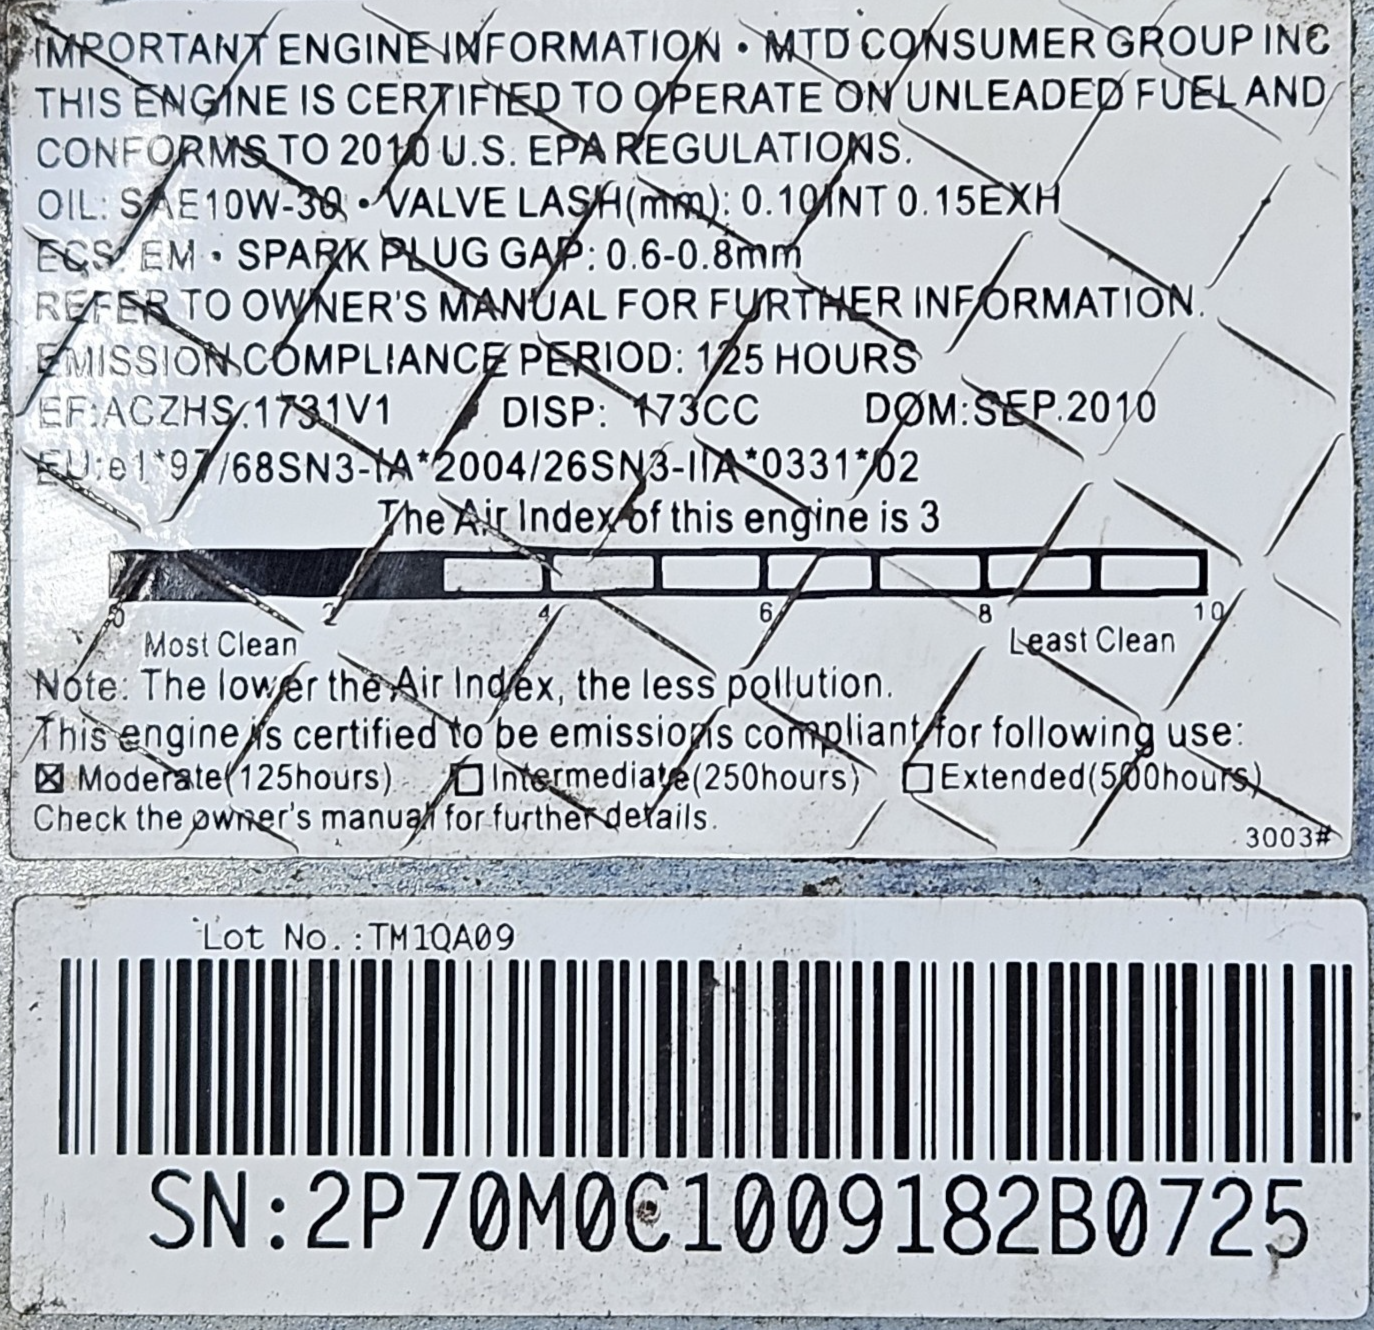 IMPORTANT ENGINE INFORMATION • MTD CONSUMER GROUP INC
THIS ENGINE IS CERTIFIED TO OPERATE ON UNLEADED FUEL AND
CONFORMS TO 2010 U.S. EPA REGULATIONS.
OIL: SAE10W-30 • VALVE LASH(mm): 0.10INT 0.15EXH
ECS: EM • SPARK PLUG GAP: 0.6-0.8mm
REFER TO OWNER'S MANUAL FOR FURTHER INFORMATION.
EMISSION COMPLIANCE PERIOD: 125 HOURS
EF:ACZHS.1731V1 DISP: 173CC DOM:SEP.2010
EU:e1*97/68SN3-IA*2004/26SN3-IIA*0331*02
The Air Index of this engine is 3
0 2 4 6 8 10
Most Clean Least Clean
Note: The lower the Air Index, the less pollution.
This engine is certified to be emissions compliant for following use:
☒ Moderate(125hours) ☐ Intermediate(250hours) ☐ Extended(500hours)
Check the owner's manual for further details.
3003#
Lot No.:TM1QA09
SN:2P70M0C1009182B0725